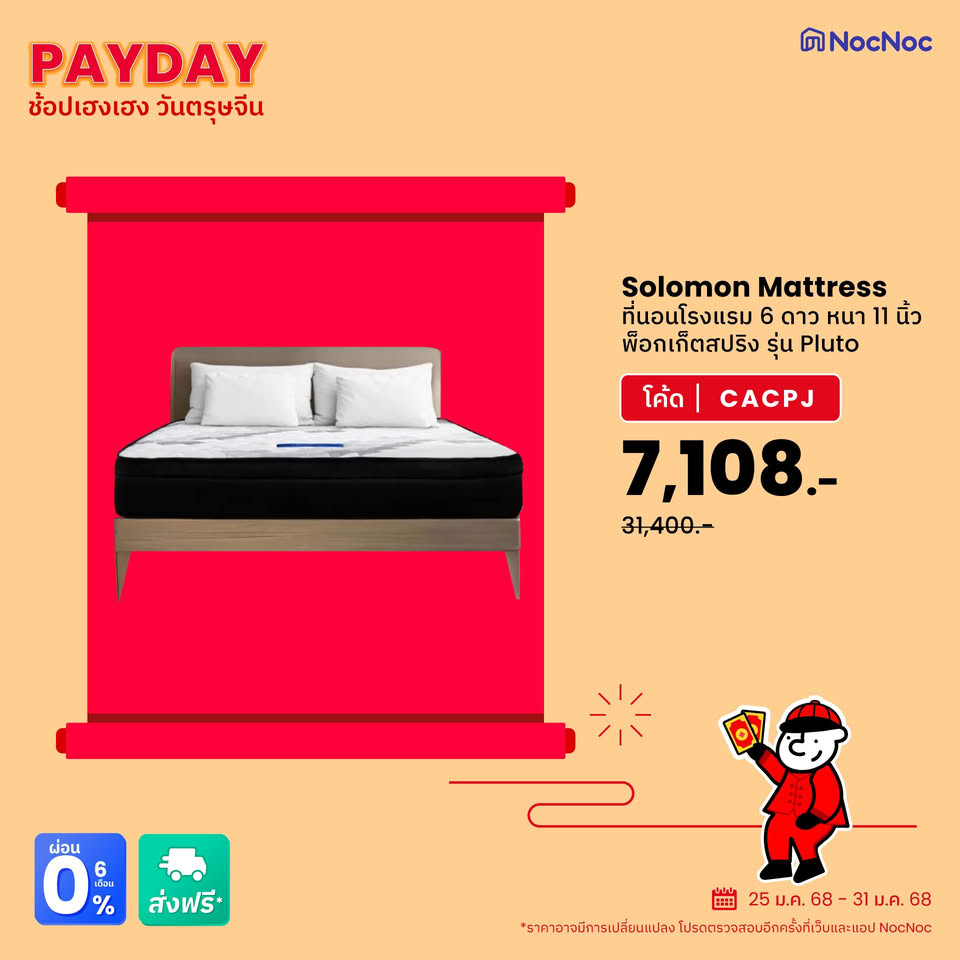 PAYDAY
ช้อปเฮงเฮง วันตรุษจีน
NocNoc
Solomon Mattress
ที่นอนโรงแรม 6 ดาว หนา 11 นิ้ว
พ็อกเก็ตสปริง รุ่น Pluto
โค้ด | CACPJ
7,108.-
31,400.-
ผ่อน
0% 6 เดือน
ส่งฟรี*
25 ม.ค. 68 - 31 ม.ค. 68
*ราคาอาจมีการเปลี่ยนแปลง โปรดตรวจสอบอีกครั้งที่เว็บและแอป NocNoc